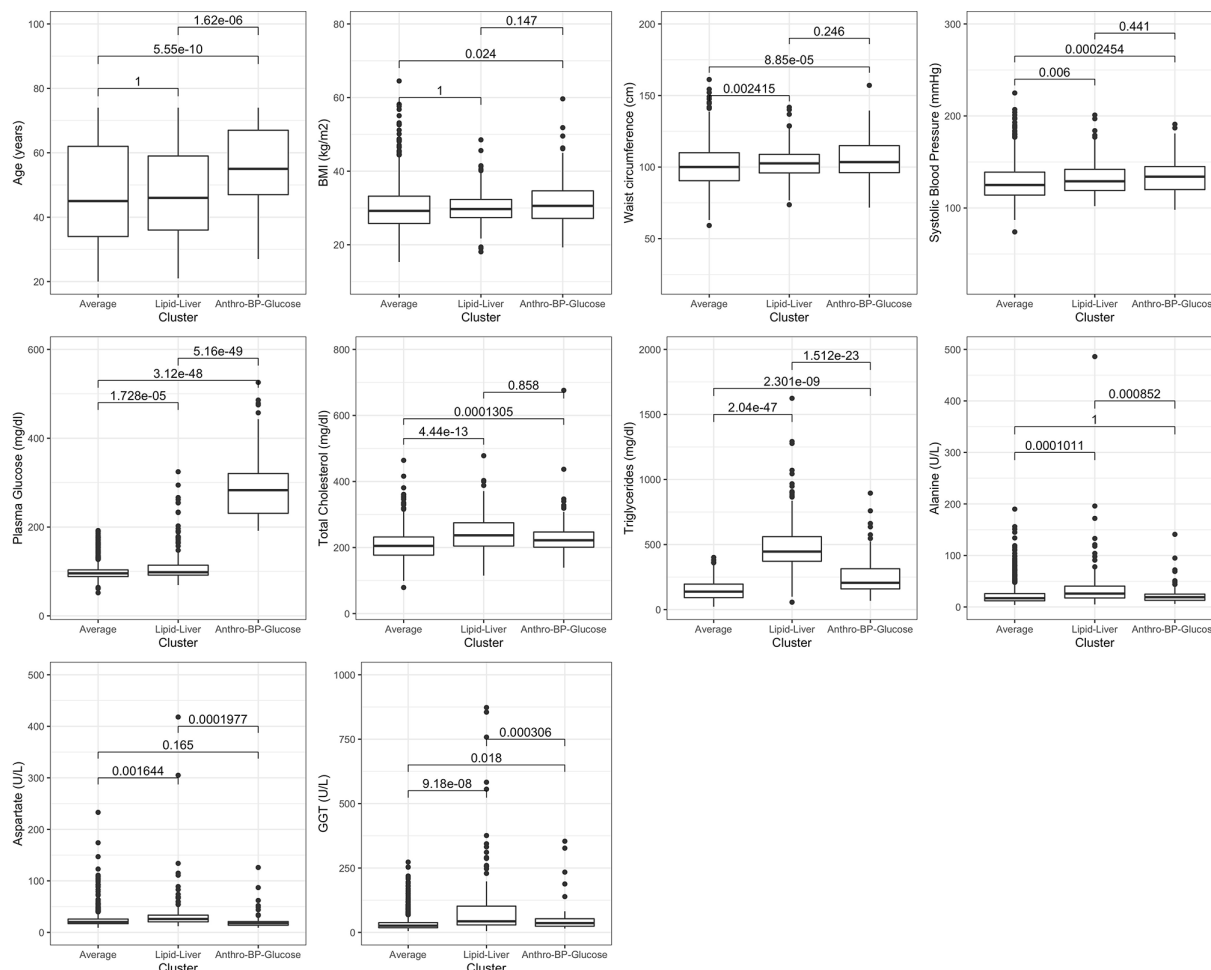 Age (years)
100
80
60
40
20
1.62e-06
5.55e-10
1
Average
Lipid-Liver
Anthro-BP-Glucose
Cluster
BMI (kg/m2)
80
60
40
20
0.147
0.024
1
Average
Lipid-Liver
Anthro-BP-Glucose
Cluster
Waist circumference (cm)
200
150
100
50
0.246
8.85e-05
0.002415
Average
Lipid-Liver
Anthro-BP-Glucose
Cluster
Systolic Blood Pressure (mmHg)
300
200
100
0.441
0.0002454
0.006
Average
Lipid-Liver
Anthro-BP-Glucose
Cluster
Plasma Glucose (mg/dl)
600
400
200
0
5.16e-49
3.12e-48
1.728e-05
Average
Lipid-Liver
Anthro-BP-Glucose
Cluster
Total Cholesterol (mg/dl)
800
600
400
200
0
0.858
0.0001305
4.44e-13
Average
Lipid-Liver
Anthro-BP-Glucose
Cluster
Triglycerides (mg/dl)
2000
1500
1000
500
0
1.512e-23
2.301e-09
2.04e-47
Average
Lipid-Liver
Anthro-BP-Glucose
Cluster
Alanine (U/L)
500
400
300
200
100
0
0.000852
1
0.0001011
Average
Lipid-Liver
Anthro-BP-Glucose
Cluster
Aspartate (U/L)
500
400
300
200
100
0
0.0001977
0.165
0.001644
Average
Lipid-Liver
Anthro-BP-Glucose
Cluster
GGT (U/L)
1000
750
500
250
0
0.000306
0.018
9.18e-08
Average
Lipid-Liver
Anthro-BP-Glucose
Cluster